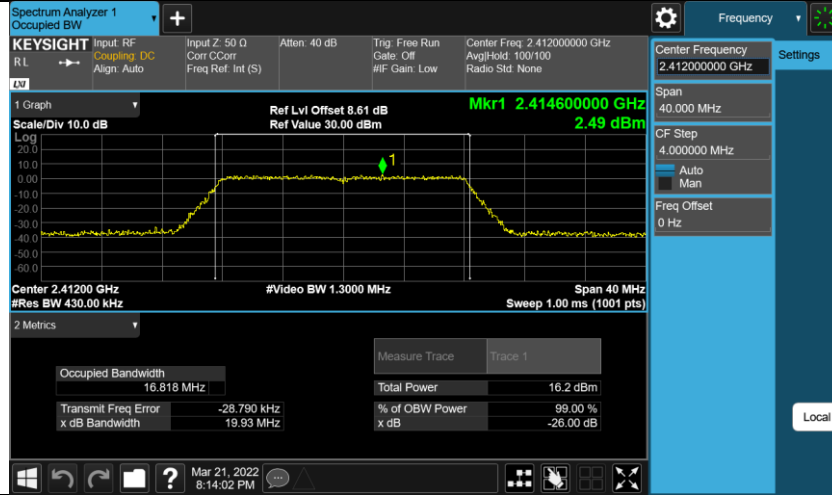 Spectrum Analyzer 1
Occupied BW
Frequency
KEYSIGHT
RL
LXI
Input: RF
Coupling: DC
Align: Auto
Input Z: 50 Ω
Corr CCorr
Freq Ref: Int (S)
Atten: 40 dB
Trig: Free Run
Gate: Off
#IF Gain: Low
Center Freq: 2.412000000 GHz
Avg|Hold: 100/100
Radio Std: None
Center Frequency
2.412000000 GHz
Settings
Span
40.000 MHz
CF Step
4.000000 MHz
Auto
Man
Freq Offset
0 Hz
Local
1 Graph
Scale/Div 10.0 dB
Ref Lvl Offset 8.61 dB
Ref Value 30.00 dBm
Mkr1 2.414600000 GHz
2.49 dBm
Log
20.0
10.0
0.00
-10.0
-20.0
-30.0
-40.0
-50.0
-60.0
1
Center 2.41200 GHz
#Res BW 430.00 kHz
#Video BW 1.3000 MHz
Span 40 MHz
Sweep 1.00 ms (1001 pts)
2 Metrics
Measure Trace Trace 1
Occupied Bandwidth
16.818 MHz
Total Power 16.2 dBm
Transmit Freq Error -28.790 kHz
% of OBW Power 99.00 %
x dB Bandwidth 19.93 MHz
x dB -26.00 dB
?
Mar 21, 2022
8:14:02 PM